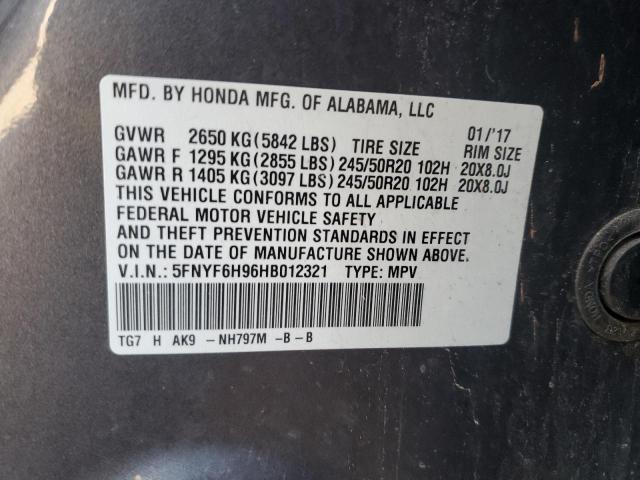 MFD. BY HONDA MFG. OF ALABAMA, LLC
GVWR 2650 KG(5842 LBS) TIRE SIZE 01/'17 RIM SIZE
GAWR F 1295 KG(2855 LBS) 245/50R20 102H 20X8.0J
GAWR R 1405 KG(3097 LBS) 245/50R20 102H 20X8.0J
THIS VEHICLE CONFORMS TO ALL APPLICABLE
FEDERAL MOTOR VEHICLE SAFETY
AND THEFT PREVENTION STANDARDS IN EFFECT
ON THE DATE OF MANUFACTURE SHOWN ABOVE.
V.I.N.: 5FNYF6H96HB012321 TYPE: MPV
TG7 H AK9 -NH797M -B-B